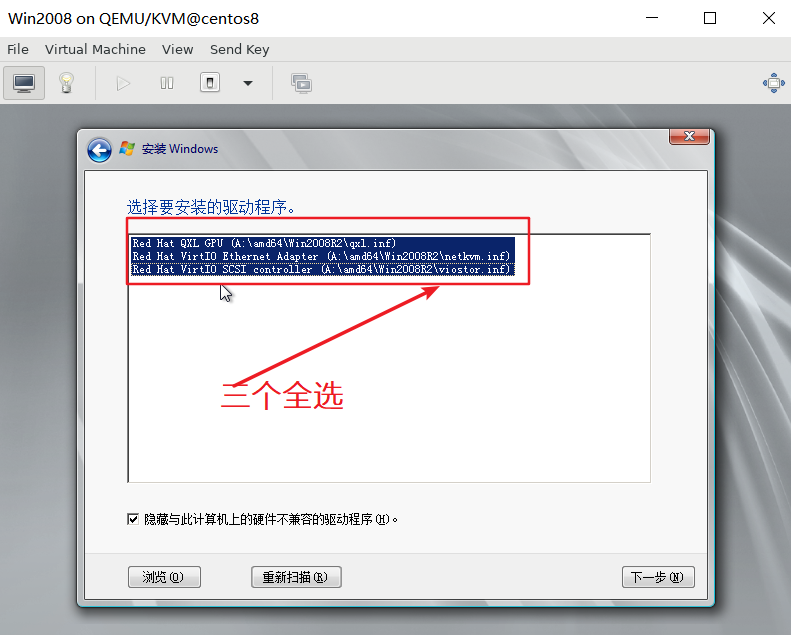 Win2008 on QEMU/KVM@centos8
File Virtual Machine View Send Key
安装 Windows
选择要安装的驱动程序。
Red Hat QXL GPU (A:\amd64\Win2008R2\qxl.inf)
Red Hat VirtIO Ethernet Adapter (A:\amd64\Win2008R2\netkvm.inf)
Red Hat VirtIO SCSI controller (A:\amd64\Win2008R2\viostor.inf)
三个全选
隐藏与此计算机上的硬件不兼容的驱动程序(H)。
浏览(O) 重新扫描(R) 下一步(N)